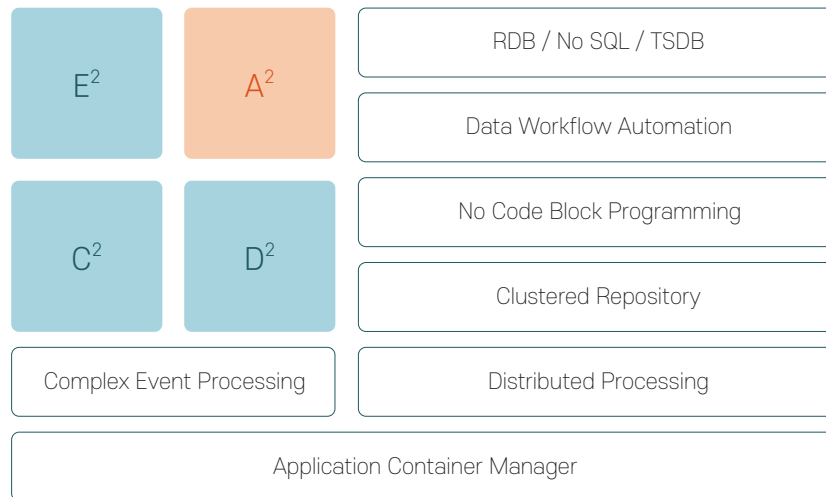 E²
A²
RDB / No SQL / TSDB
Data Workflow Automation
C²
D²
No Code Block Programming
Clustered Repository
Complex Event Processing
Distributed Processing
Application Container Manager